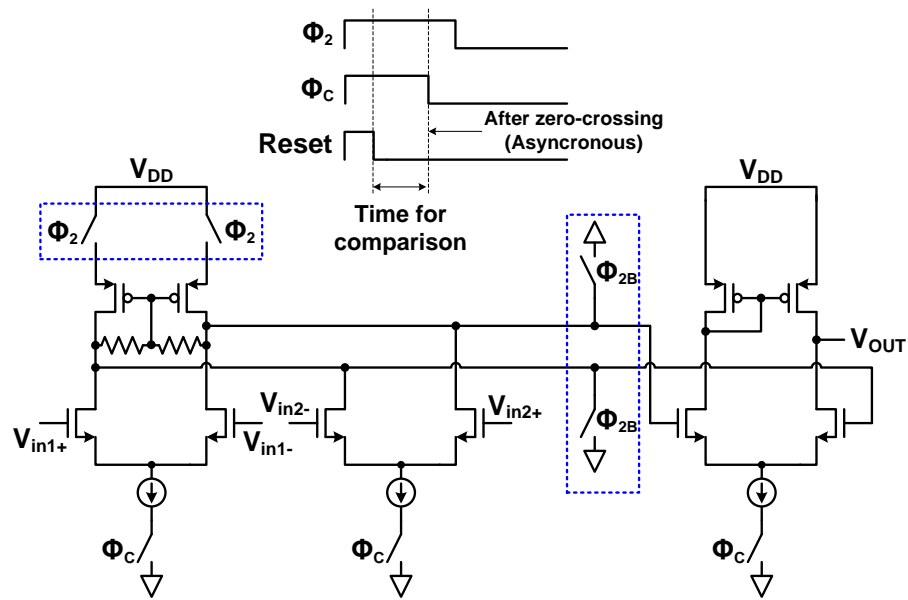 Φ2
ΦC
After zero-crossing
(Asyncronous)
Reset
VDD
VDD
Time for
comparison
Φ2
Φ2
Φ2B
VOUT
Φ2B
Vin1+
Vin1-
Vin2-
Vin2+
ΦC
ΦC
ΦC